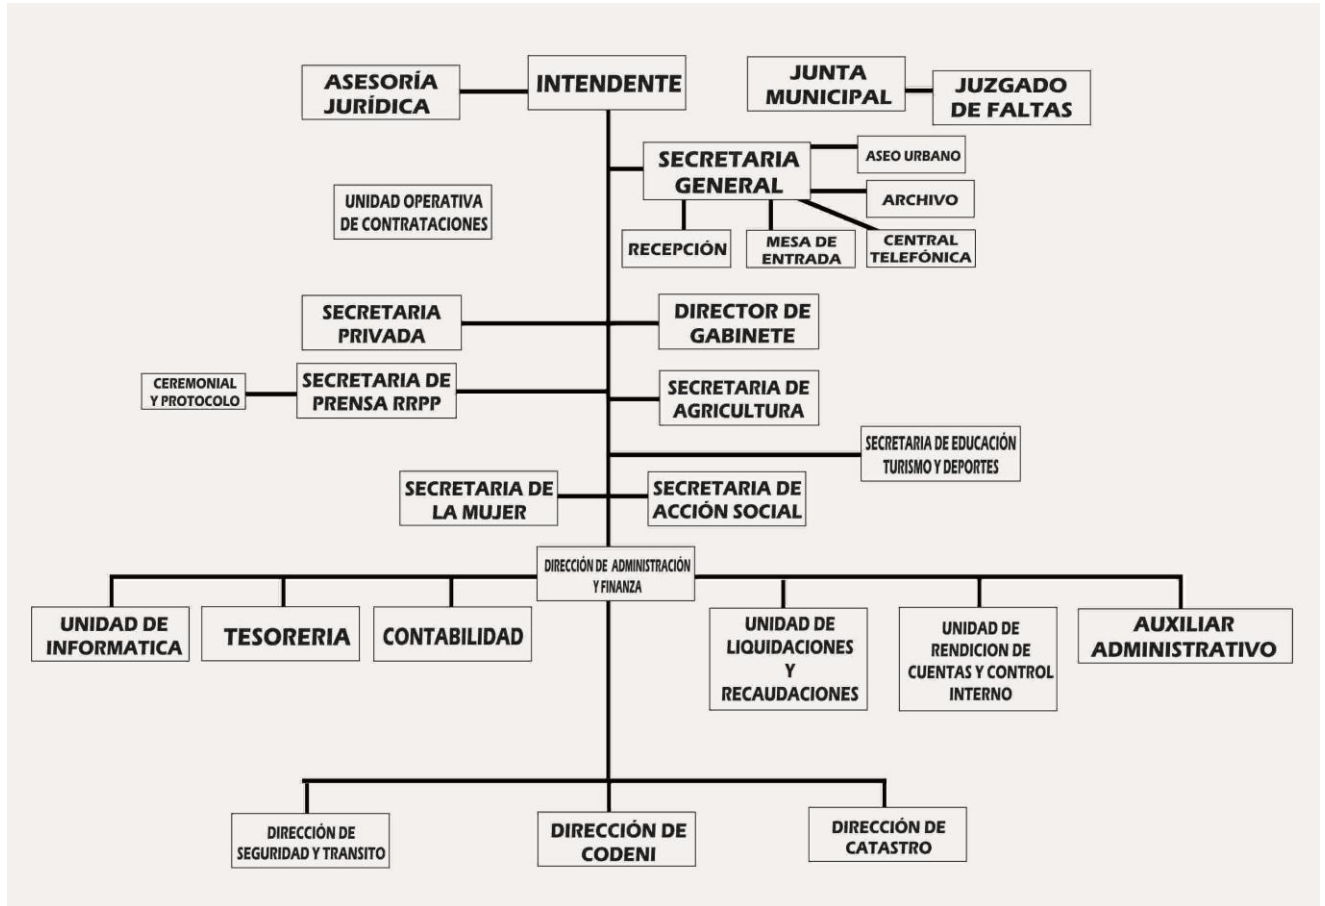 ASESORÍA
JURÍDICA
INTENDENTE
JUNTA
MUNICIPAL
JUZGADO
DE FALTAS
SECRETARIA
GENERAL
ASEO URBANO
ARCHIVO
RECEPCIÓN
MESA DE
ENTRADA
CENTRAL
TELEFÓNICA
UNIDAD OPERATIVA
DE CONTRATACIONES
SECRETARIA
PRIVADA
DIRECTOR DE
GABINETE
CEREMONIAL
Y PROTOCOLO
SECRETARIA DE
PRENSA RRPP
SECRETARIA DE
AGRICULTURA
SECRETARIA DE EDUCACIÓN
TURISMO Y DEPORTES
SECRETARIA DE
LA MUJER
SECRETARIA DE
ACCIÓN SOCIAL
DIRECCIÓN DE ADMINISTRACIÓN
Y FINANZA
UNIDAD DE
INFORMATICA
TESORERIA
CONTABILIDAD
UNIDAD DE
LIQUIDACIONES
Y
RECAUDACIONES
UNIDAD DE
RENDICION DE
CUENTAS Y CONTROL
INTERNO
AUXILIAR
ADMINISTRATIVO
DIRECCIÓN DE
SEGURIDAD Y TRANSITO
DIRECCIÓN DE
CODENI
DIRECCIÓN DE
CATASTRO